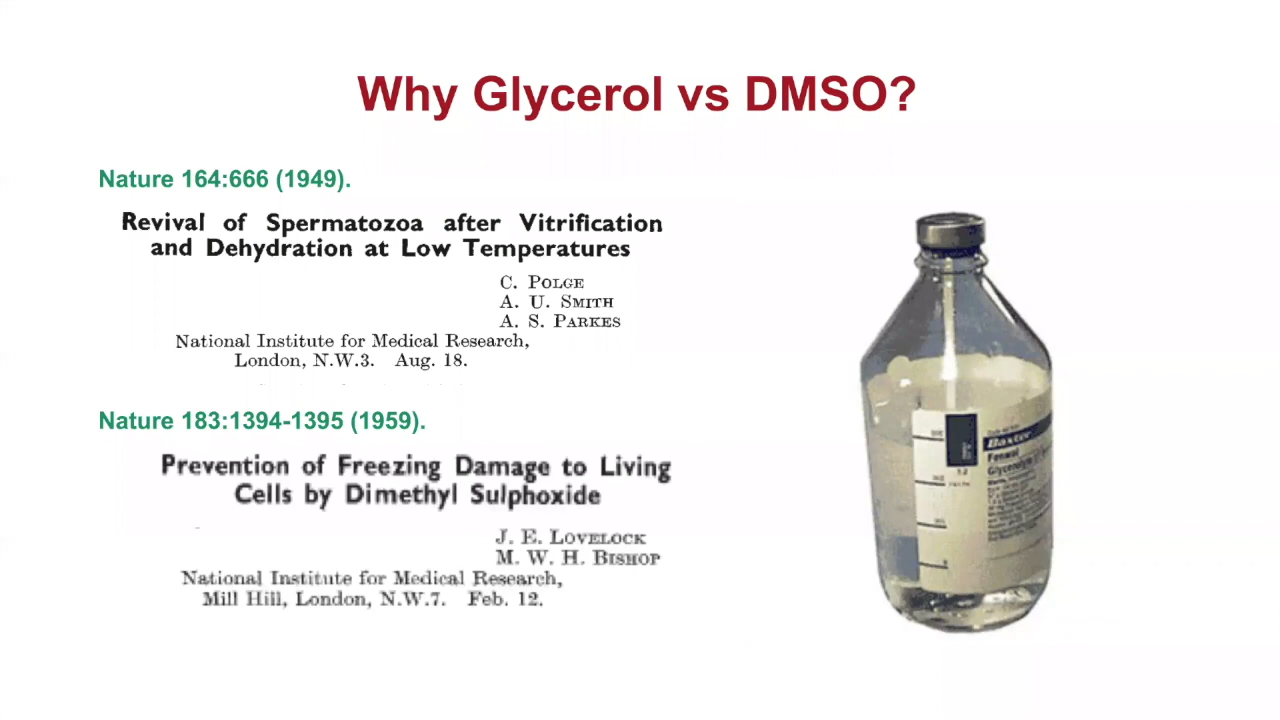 Why Glycerol vs DMSO?
Nature 164:666 (1949).
Revival of Spermatozoa after Vitrification
and Dehydration at Low Temperatures
C. POLGE
A. U. SMITH
A. S. PARKES
National Institute for Medical Research,
London, N.W.3. Aug. 18.
Nature 183:1394-1395 (1959).
Prevention of Freezing Damage to Living
Cells by Dimethyl Sulphoxide
J. E. LOVELOCK
M. W. H. BISHOP
National Institute for Medical Research,
Mill Hill, London, N.W.7. Feb. 12.
Baxter
Fenwal